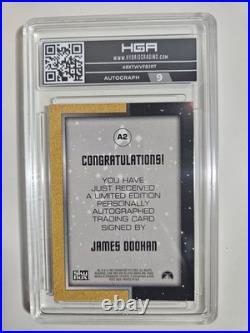 HGA
WWW.HYBRIDGRADING.COM
AUTOGRAPH 9
A2
CONGRATULATIONS!
YOU HAVE
JUST RECEIVED
A LIMITED EDITION
PERSONALLY
AUTOGRAPHED
TRADING CARD
SIGNED BY
JAMES DOOHAN